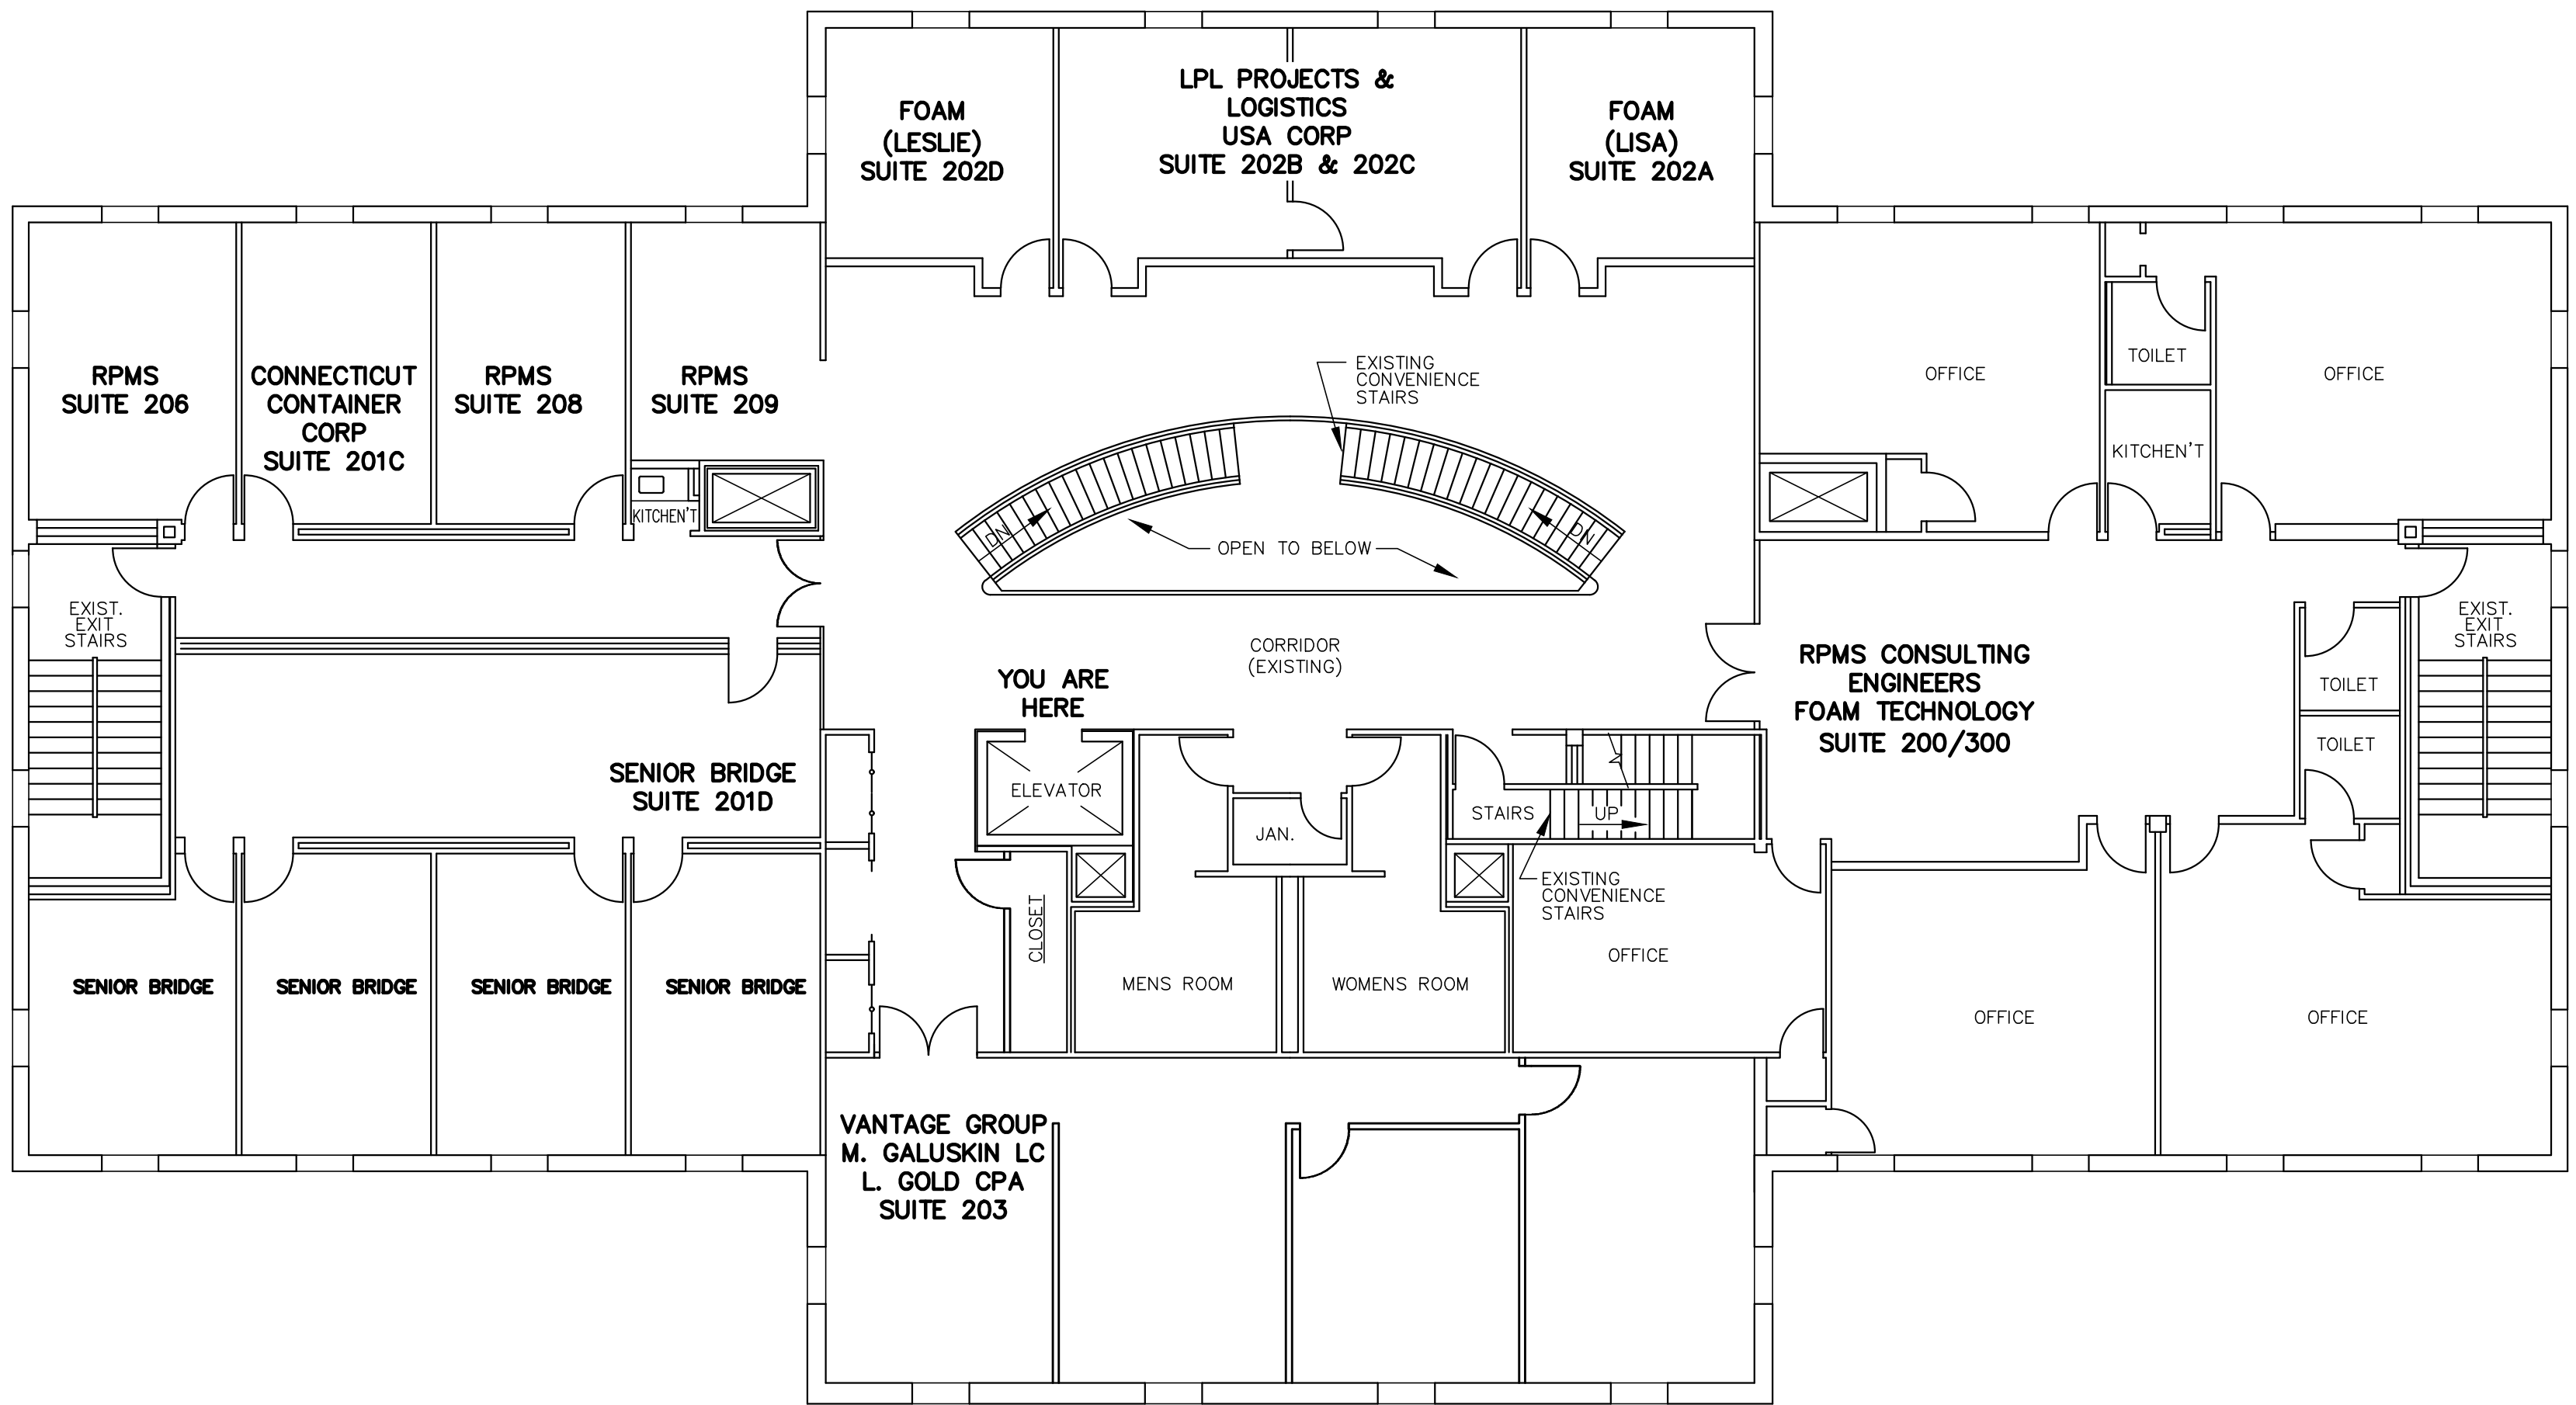 FOAM
(LESLIE)
SUITE 202D
LPL PROJECTS &
LOGISTICS
USA CORP
SUITE 202B & 202C
FOAM
(LISA)
SUITE 202A
RPMS
SUITE 206
CONNECTICUT
CONTAINER
CORP
SUITE 201C
RPMS
SUITE 208
RPMS
SUITE 209
KITCHEN'T
EXISTING
CONVENIENCE
STAIRS
DN
DN
OPEN TO BELOW
OFFICE
TOILET
KITCHEN'T
OFFICE
EXIST.
EXIT
STAIRS
CORRIDOR
(EXISTING)
YOU ARE
HERE
ELEVATOR
RPMS CONSULTING
ENGINEERS
FOAM TECHNOLOGY
SUITE 200/300
TOILET
TOILET
EXIST.
EXIT
STAIRS
SENIOR BRIDGE
SUITE 201D
JAN.
STAIRS
UP
EXISTING
CONVENIENCE
STAIRS
CLOSET
MENS ROOM
WOMENS ROOM
OFFICE
OFFICE
OFFICE
SENIOR BRIDGE
SENIOR BRIDGE
SENIOR BRIDGE
SENIOR BRIDGE
VANTAGE GROUP
M. GALUSKIN LC
L. GOLD CPA
SUITE 203